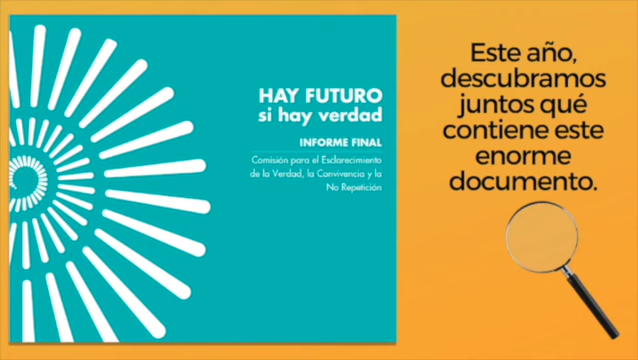 HAY FUTURO
si hay verdad
INFORME FINAL
Comisión para el Esclarecimiento
de la Verdad, la Convivencia y la
No Repetición
Este año,
descubramos
juntos qué
contiene este
enorme
documento.